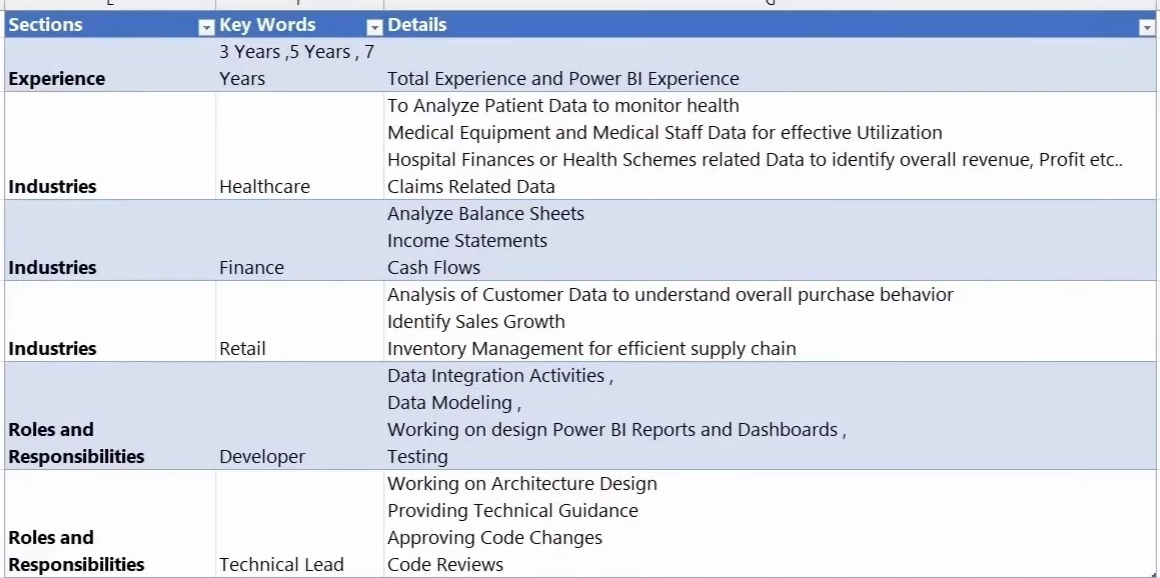 Sections Key Words Details
3 Years ,5 Years , 7
Experience Years Total Experience and Power BI Experience
To Analyze Patient Data to monitor health
Medical Equipment and Medical Staff Data for effective Utilization
Hospital Finances or Health Schemes related Data to identify overall revenue, Profit etc..
Industries Healthcare Claims Related Data
Analyze Balance Sheets
Income Statements
Industries Finance Cash Flows
Analysis of Customer Data to understand overall purchase behavior
Identify Sales Growth
Industries Retail Inventory Management for efficient supply chain
Data Integration Activities ,
Data Modeling ,
Roles and Working on design Power BI Reports and Dashboards ,
Responsibilities Developer Testing
Working on Architecture Design
Providing Technical Guidance
Roles and Approving Code Changes
Responsibilities Technical Lead Code Reviews